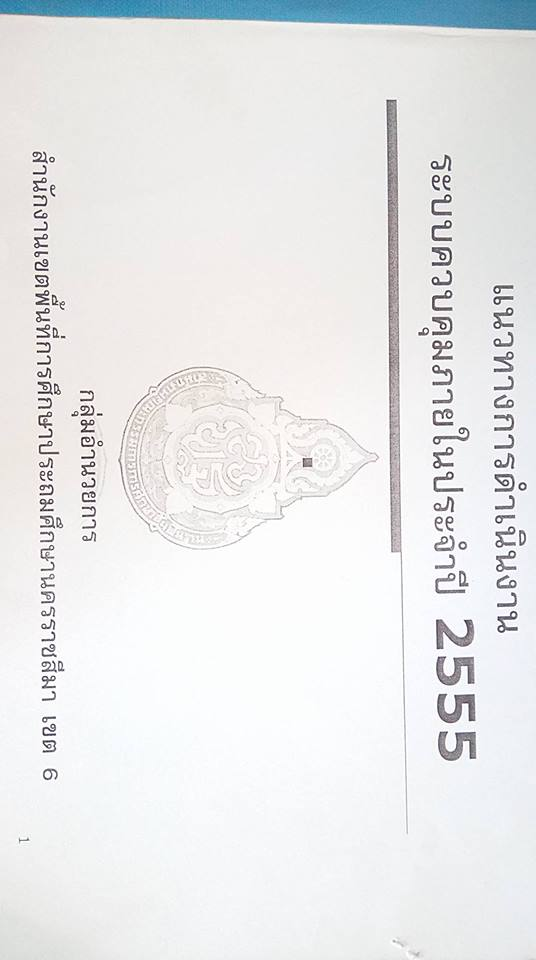 แนวทางการดำเนินงาน
ระบบควบคุมภายในประจำปี 2555
กลุ่มอำนวยการ
สำนักงานเขตพื้นที่การศึกษาประถมศึกษานครราชสีมา เขต 6
1